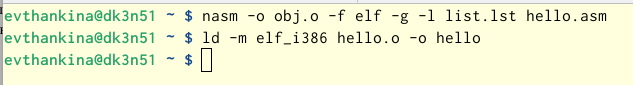 evthankina@dk3n51 ~ $ nasm -o obj.o -f elf -g -l list.lst hello.asm
evthankina@dk3n51 ~ $ ld -m elf_i386 hello.o -o hello
evthankina@dk3n51 ~ $